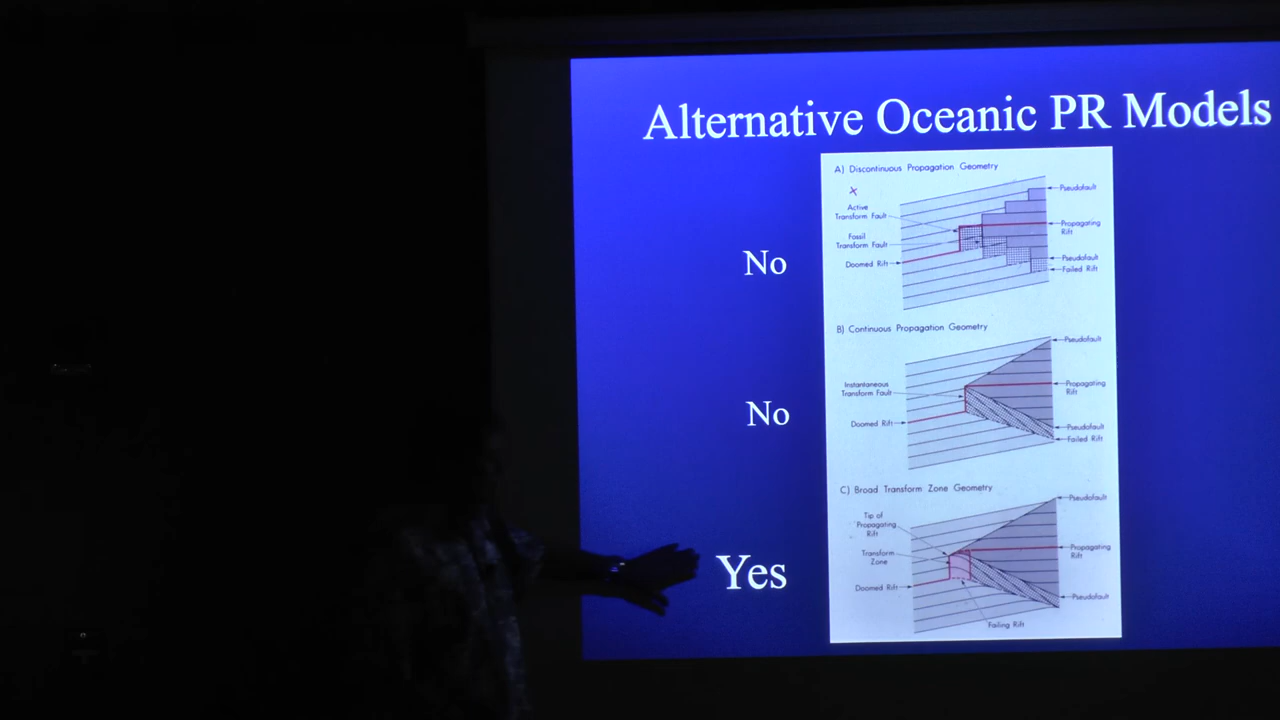 Alternative Oceanic PR Models
A) Discontinuous Propagation Geometry
Active
Transform Fault
Fossil
Transform Fault
Doomed Rift
Pseudofault
Propagating
Rift
Pseudofault
Failed Rift
No
B) Continuous Propagation Geometry
Instantaneous
Transform Fault
Doomed Rift
Pseudofault
Propagating
Rift
Pseudofault
Failed Rift
No
C) Broad Transform Zone Geometry
Tip of
Propagating
Rift
Transform
Zone
Doomed Rift
Pseudofault
Propagating
Rift
Pseudofault
Failing Rift
Yes